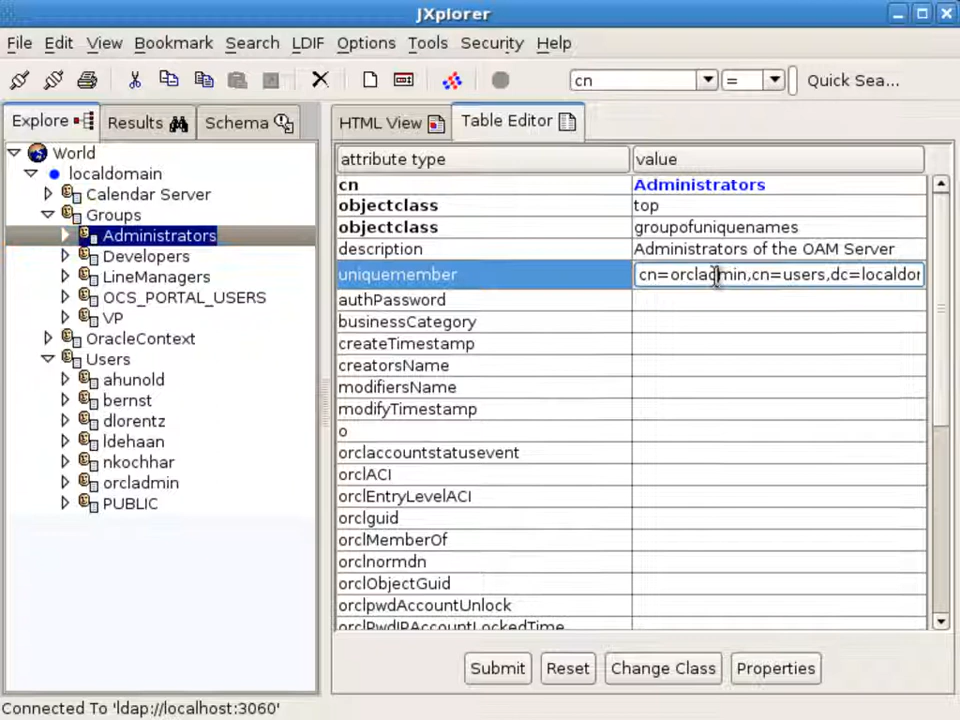 JXplorer
File Edit View Bookmark Search LDIF Options Tools Security Help
cn = Quick Sea...
Explore Results Schema
HTML View Table Editor
World
localdomain
Calendar Server
Groups
Administrators
Developers
LineManagers
OCS_PORTAL_USERS
VP
OracleContext
Users
ahunold
bernst
dlorentz
ldehaan
nkochhar
orcladmin
PUBLIC
attribute type value
cn Administrators
objectclass top
objectclass groupofuniquenames
description Administrators of the OAM Server
uniquemember cn=orcladmin,cn=users,dc=localdor
authPassword
businessCategory
createTimestamp
creatorsName
modifiersName
modifyTimestamp
o
orclaccountstatusevent
orclACI
orclEntryLevelACI
orclguid
orclMemberOf
orclnormdn
orclObjectGuid
orclpwdAccountUnlock
orclPwdIPAccountLockedTime
Submit Reset Change Class Properties
Connected To 'ldap://localhost:3060'